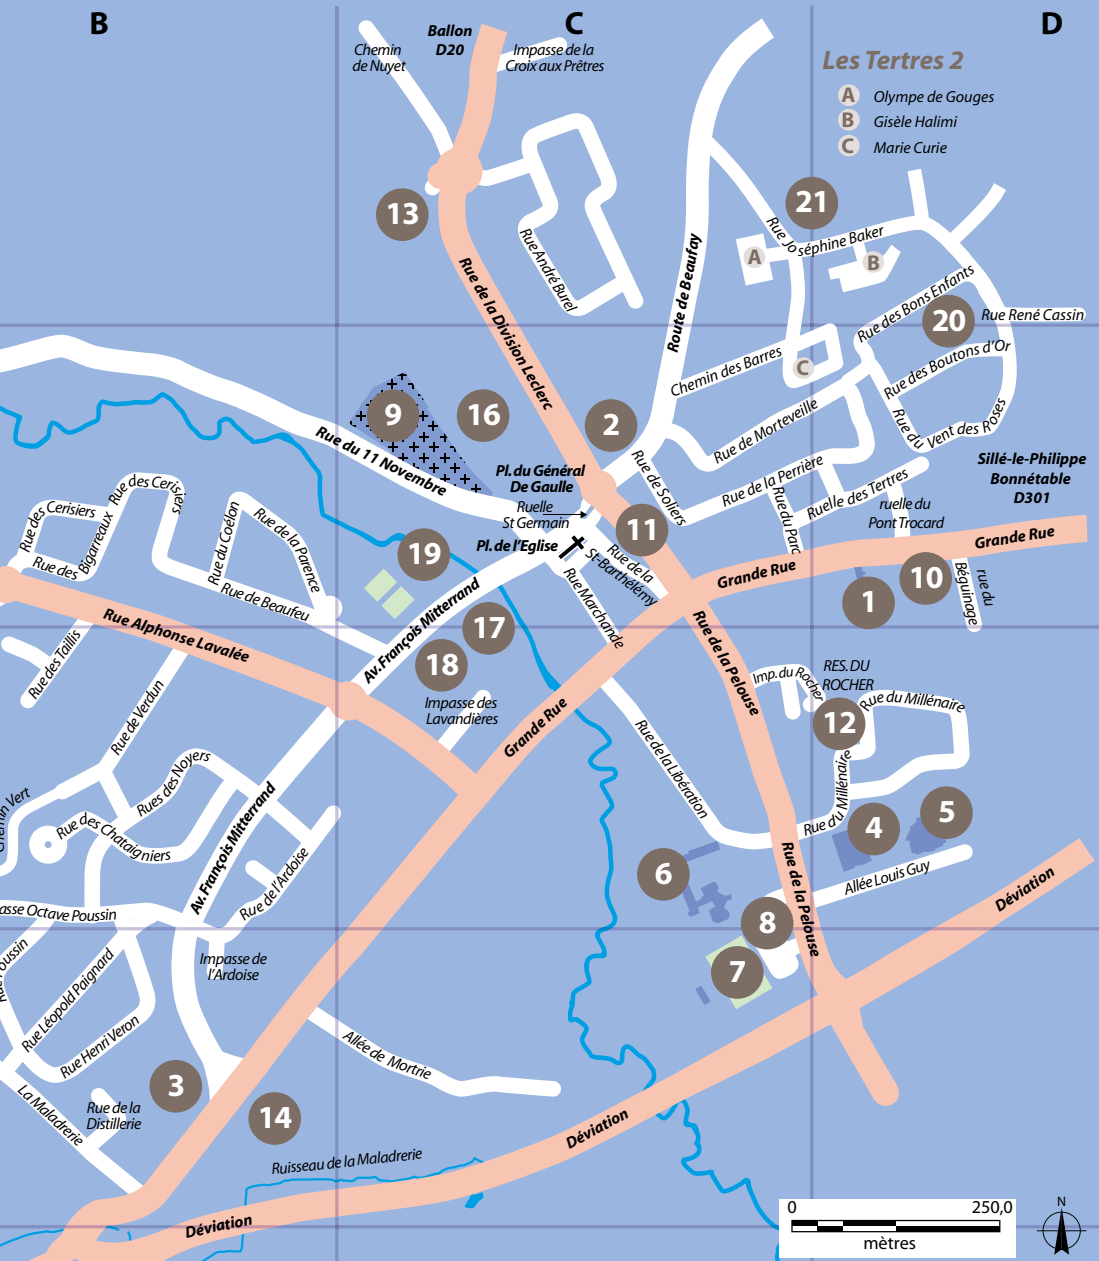 B
C
D
Ballon
D20
Chemin
de Nuyet
Impasse de la
Croix aux Prêtres
Les Tertres 2
A Olympe de Gouges
B Gisèle Halimi
C Marie Curie
13
21
Rue André Burel
Rue de la Division Leclerc
Route de Beaufay
Rue Joséphine Baker
A
B
C
Rue des Bons Enfants
20
Rue René Cassin
Rue des Boutons d'Or
Chemin des Barres
Rue de Morteville
Rue du Vent des Roses
9
16
2
Rue du 11 Novembre
Pl. du Général
De Gaulle
Ruelle
St Germain
Pl. de l'Eglise
Rue de Soliers
Rue de la Perrière
Rue du Parc
Ruelle des Tertres
ruelle du
Pont Trocard
Sillé-le-Philippe
Bonnétable
D301
Grande Rue
Grande Rue
11
Rue de la
St-Barthélémy
Rue Marchande
1
10
rue du
Béguinage
Rue des Cerisiers
Rue des Cerisiers
Rue des
Bigarreaux
Rue du Coëlon
Rue de la Parence
Rue de Beaufeu
19
17
18
Av. François Mitterrand
Rue Alphonse Lavalée
Rue des Taillis
Rue de Verdun
Impasse des
Lavandières
Grande Rue
Rue de la Pelouse
Imp. du Rocher
RES. DU
ROCHER
Rue du Millénaire
12
Rue du Millénaire
Rue de la Libération
Rues des Noyers
Rue des Chataigniers
Av. François Mitterrand
Rue de l'Ardoise
Impasse de
l'Ardoise
asse Octave Poussin
Rue Léopold Paignard
Rue Henri Veron
4
5
6
7
8
Allée Louis Guy
Rue de la Pelouse
Déviation
3
14
Rue de la
Distillerie
La Maladrerie
Allée de Mortrie
Ruisseau de la Maladrerie
Déviation
Déviation
0
250,0
mètres
N